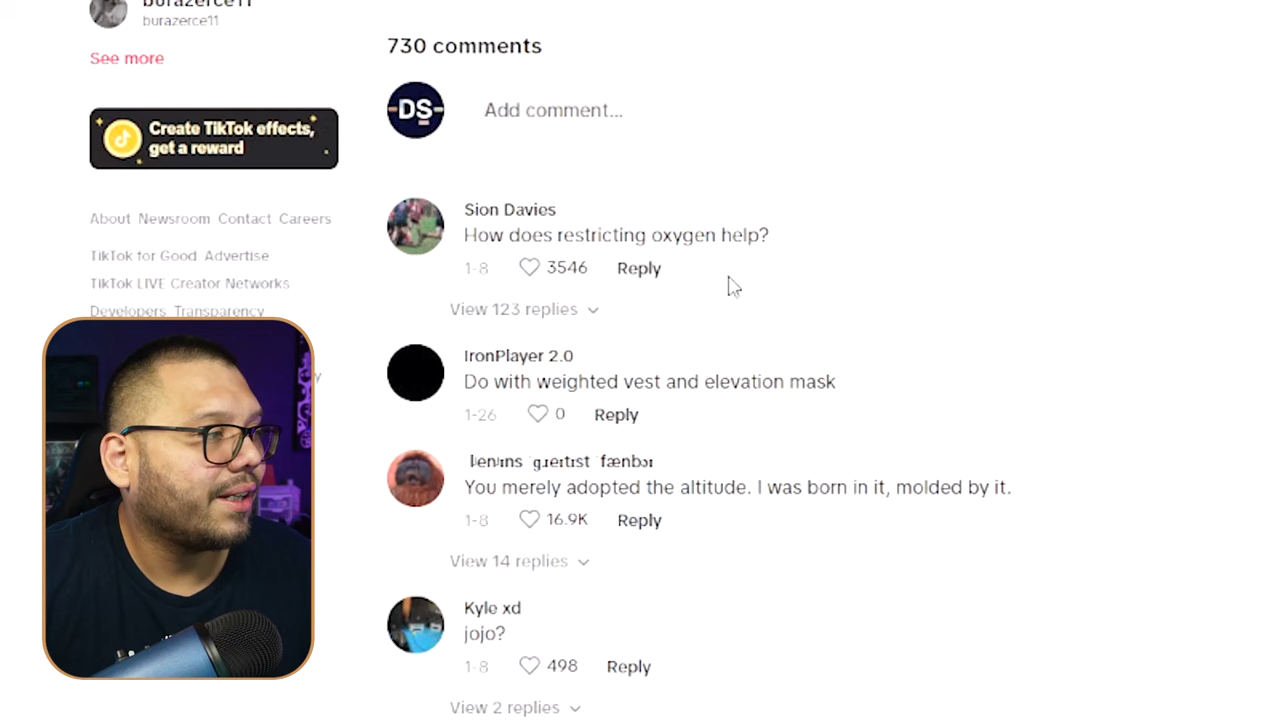 burazerce11
burazerce11
See more
Create TikTok effects,
get a reward
About Newsroom Contact Careers
TikTok for Good Advertise
TikTok LIVE Creator Networks
Developers Transparency
730 comments
DS
Add comment...
Sion Davies
How does restricting oxygen help?
1-8 3546 Reply
View 123 replies
IronPlayer 2.0
Do with weighted vest and elevation mask
1-26 0 Reply
You merely adopted the altitude. I was born in it, molded by it.
1-8 16.9K Reply
View 14 replies
Kyle xd
jojo?
1-8 498 Reply
View 2 replies